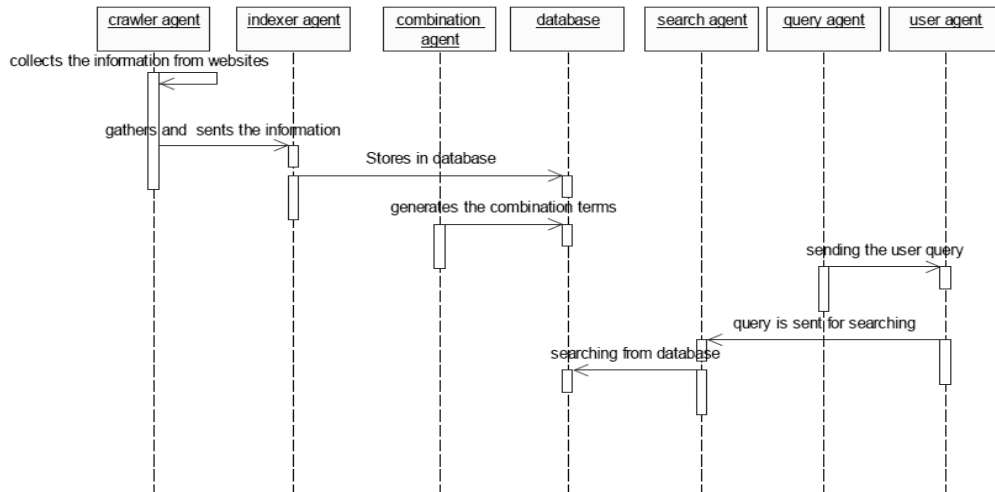 crawler agent
indexer agent
combination
agent
database
search agent
query agent
user agent
collects the information from websites
gathers and  sents the information
Stores in database
generates the combination terms
sending the user query
query is sent for searching
searching from database